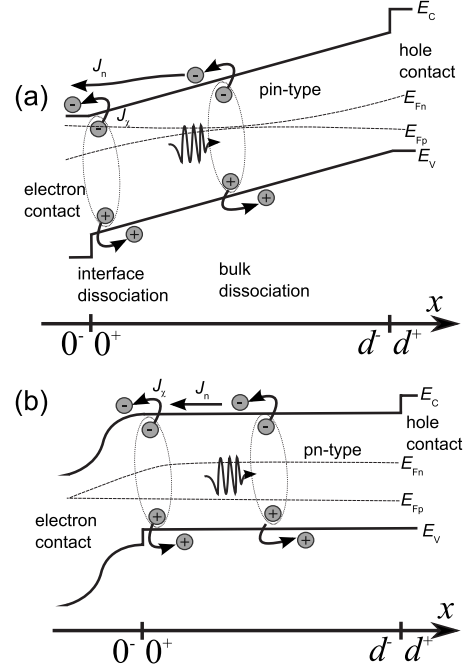 E_C
J_n
hole
contact
(a)
pin-type
J_χ
E_Fn
E_Fp
E_V
electron
contact
interface
dissociation
bulk
dissociation
x
0⁻ 0⁺ d⁻ d⁺
(b)
J_χ J_n
E_C
hole
contact
pn-type
E_Fn
E_Fp
electron
contact
E_V
x
0⁻ 0⁺ d⁻ d⁺